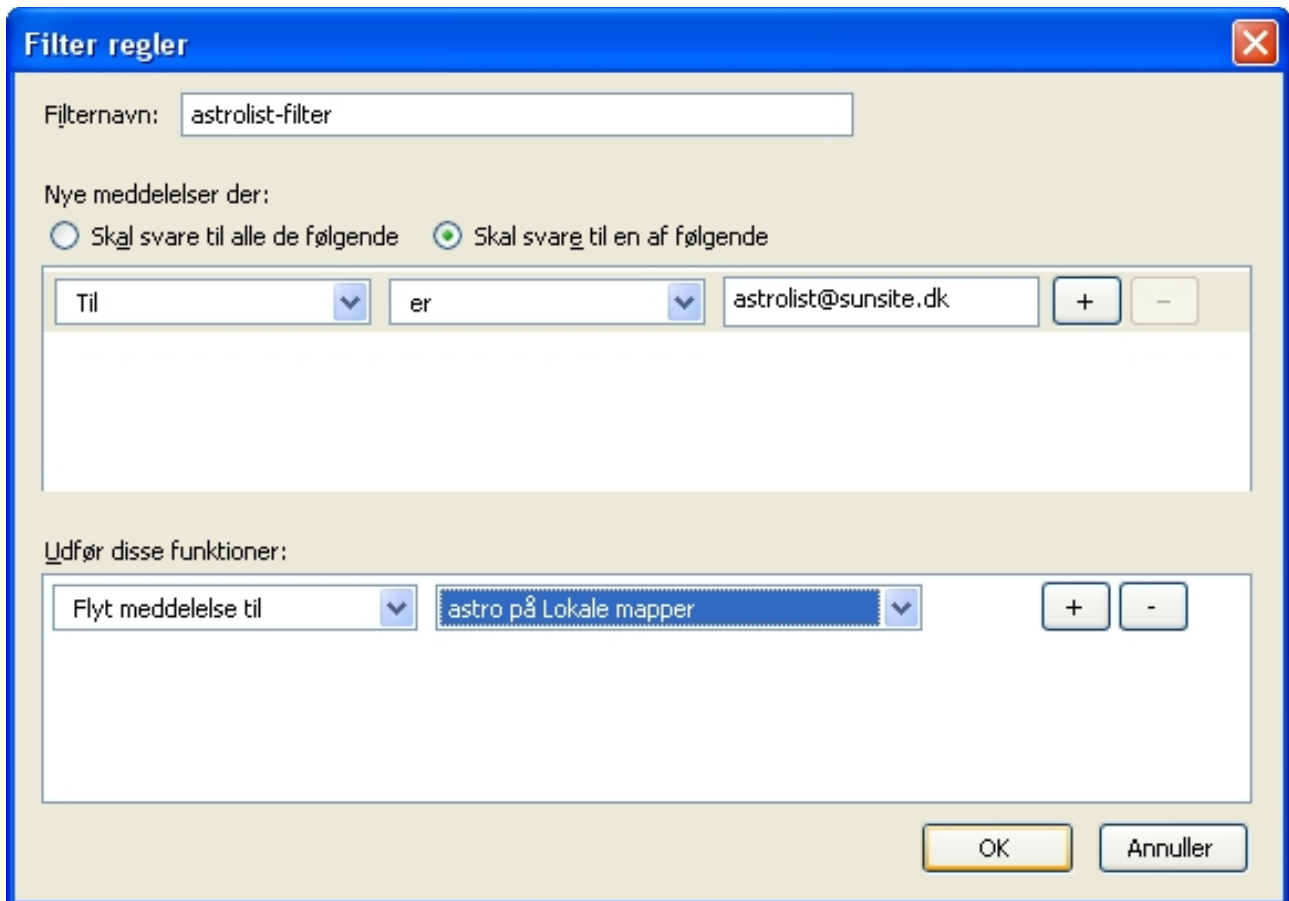 Filter regler
Filternavn: astrolist-filter
Nye meddelelser der:
Skal svare til alle de følgende Skal svare til en af følgende
Til er astrolist@sunsite.dk + -
Udfør disse funktioner:
Flyt meddelelse til astro på Lokale mapper + -
OK Annuller